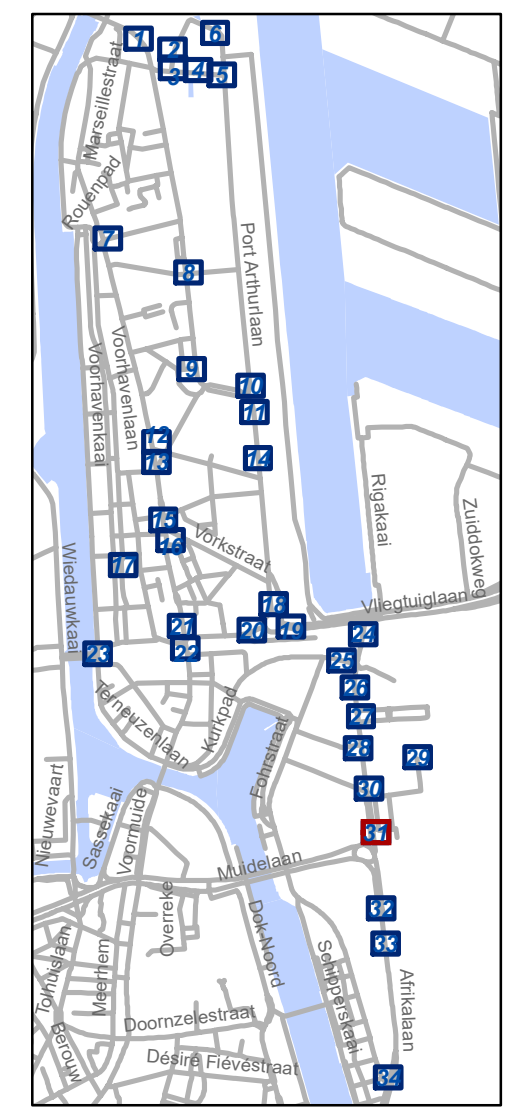 1
2
6
3
4
5
Marseillestraat
Rouenpad
7
8
Port Arthurlaan
Voorhavenlaan
Voorhavenkaai
9
10
11
12
13
14
15
16
Vorkstraat
17
Rigakaai
Zuiddokweg
Wiedauwkaai
Vliegtuiglaan
18
19
20
21
22
23
24
25
26
27
28
29
30
31
Terneuzenlaan
Kurkpad
Fohrstraat
Nieuwevaart
Sassekaai
Voormuide
Muidelaan
Overreke
Dok-Noord
32
33
Tolhuislaan
Meerhem
Schipperskaai
Afrikalaan
Doornzelestraat
Berouw
Désiré Fiévéstraat
34